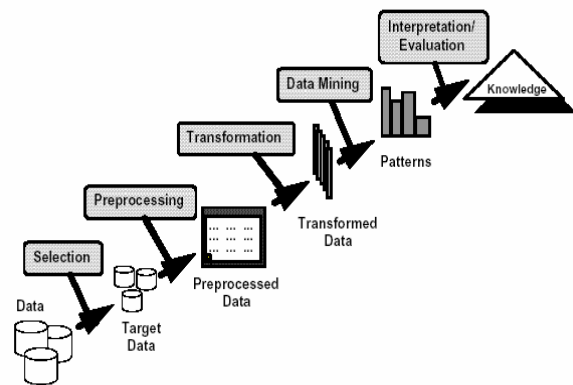 Interpretation/
Evaluation
Data Mining
Knowledge
Transformation
Patterns
Preprocessing
Transformed
Data
Selection
Preprocessed
Data
Data
Target
Data